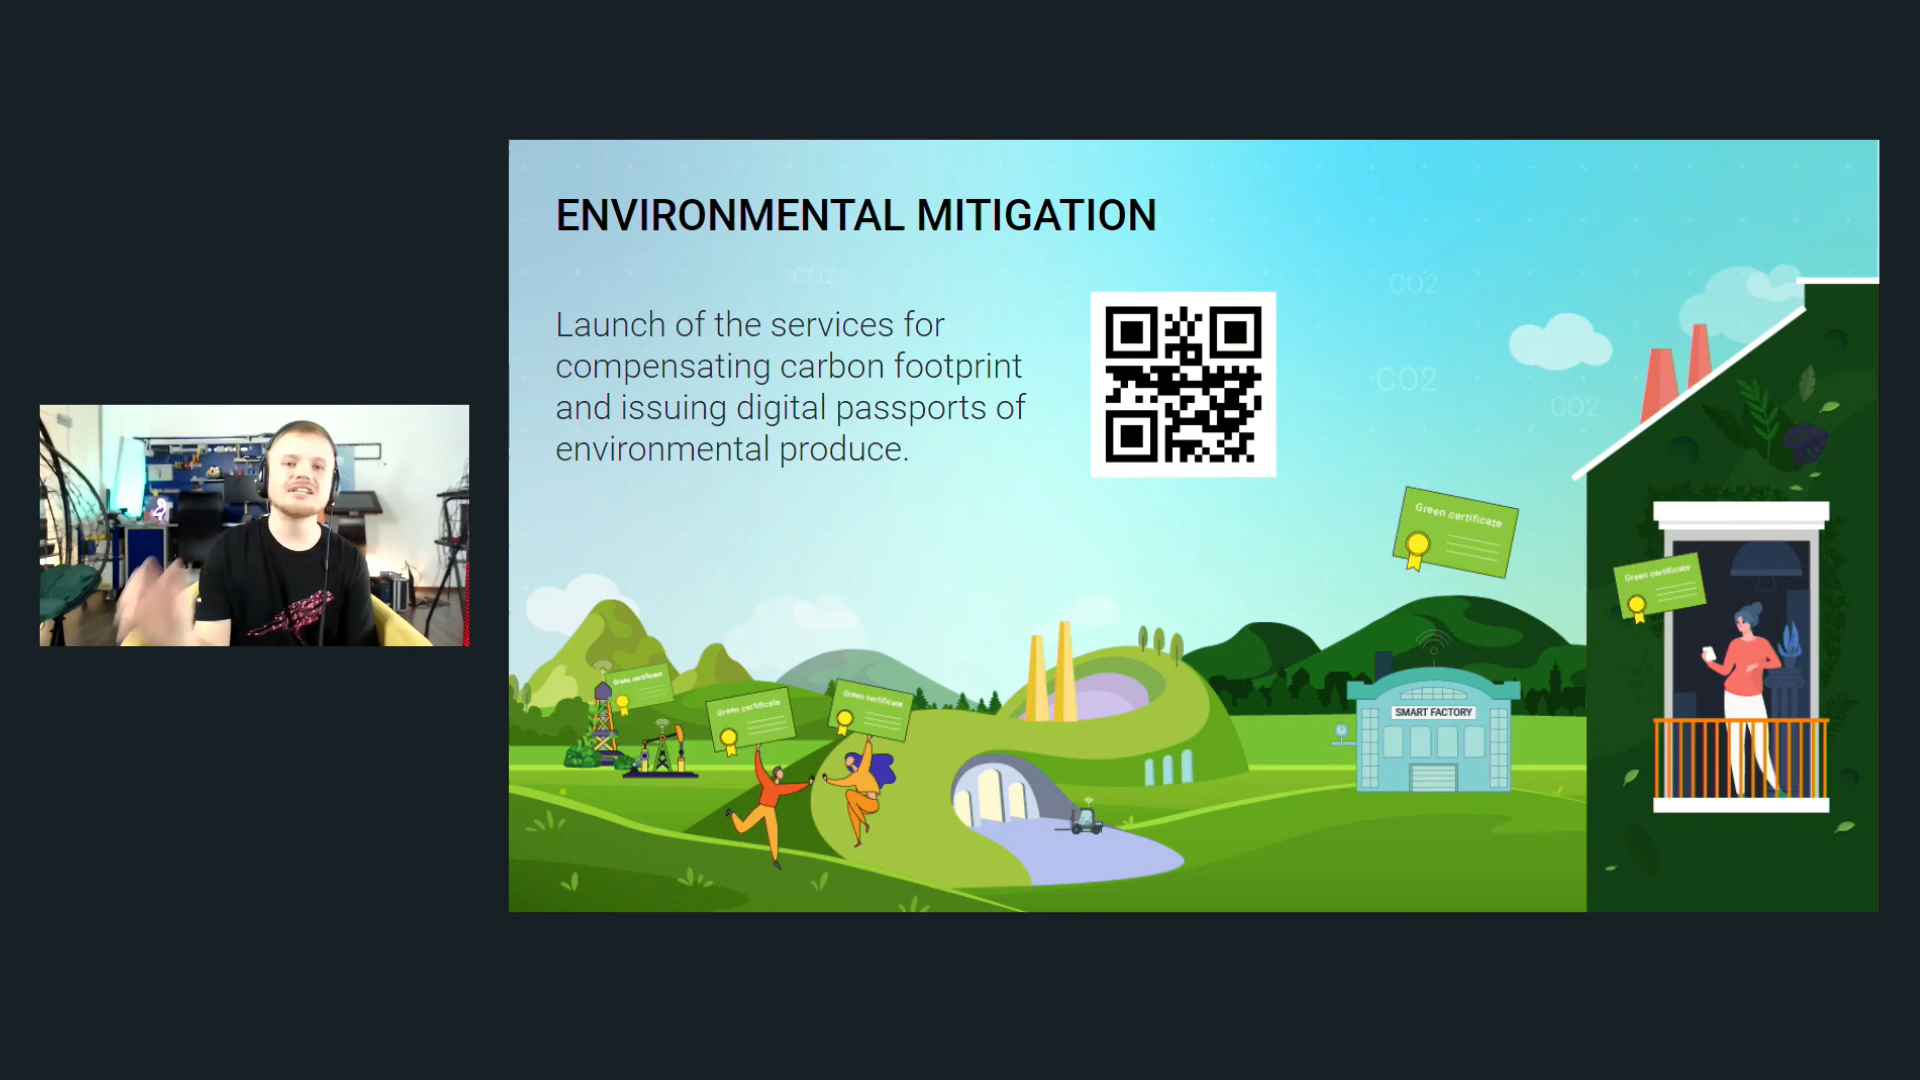 ENVIRONMENTAL MITIGATION
CO2
CO2
Launch of the services for
compensating carbon footprint
and issuing digital passports of
environmental produce.
CO2
CO2
Green certificate
Green certificate
Green certificate
Green certificate
Green certificate
SMART FACTORY